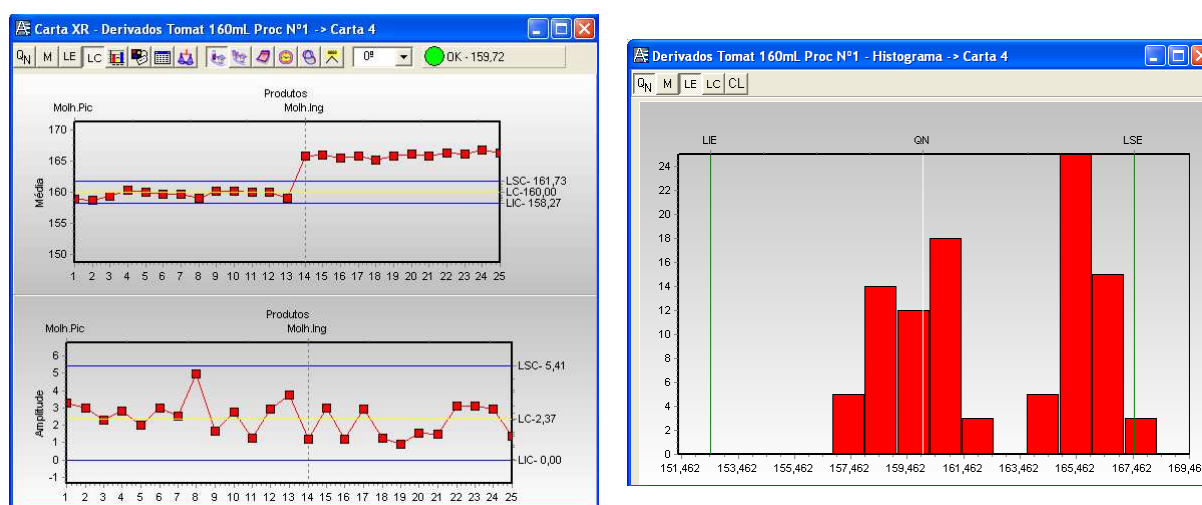 Carta XR - Derivados Tomat 160mL Proc Nº1 -> Carta 4
QN M LE LC 0ª OK - 159,72
Produtos
Molh.Pic Molh.Ing
170
165
160
155
150
Média
LSC- 161,73
LC-160,00
LIC- 158,27
1 2 3 4 5 6 7 8 9 10 11 12 13 14 15 16 17 18 19 20 21 22 23 24 25
Produtos
Molh.Pic Molh.Ing
6
5
4
3
2
1
0
-1
Amplitude
LSC- 5,41
LC-2,37
LIC- 0,00
1 2 3 4 5 6 7 8 9 10 11 12 13 14 15 16 17 18 19 20 21 22 23 24 25
Derivados Tomat 160mL Proc Nº1 - Histograma -> Carta 4
QN M LE LC CL
LIE QN LSE
24
22
20
18
16
14
12
10
8
6
4
2
0
151,462 153,462 155,462 157,462 159,462 161,462 163,462 165,462 167,462 169,46